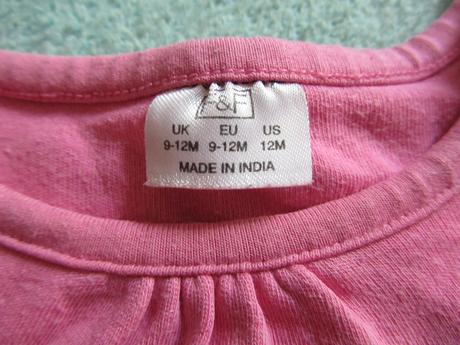 F&F
UK EU US
9-12M 9-12M 12M
MADE IN INDIA